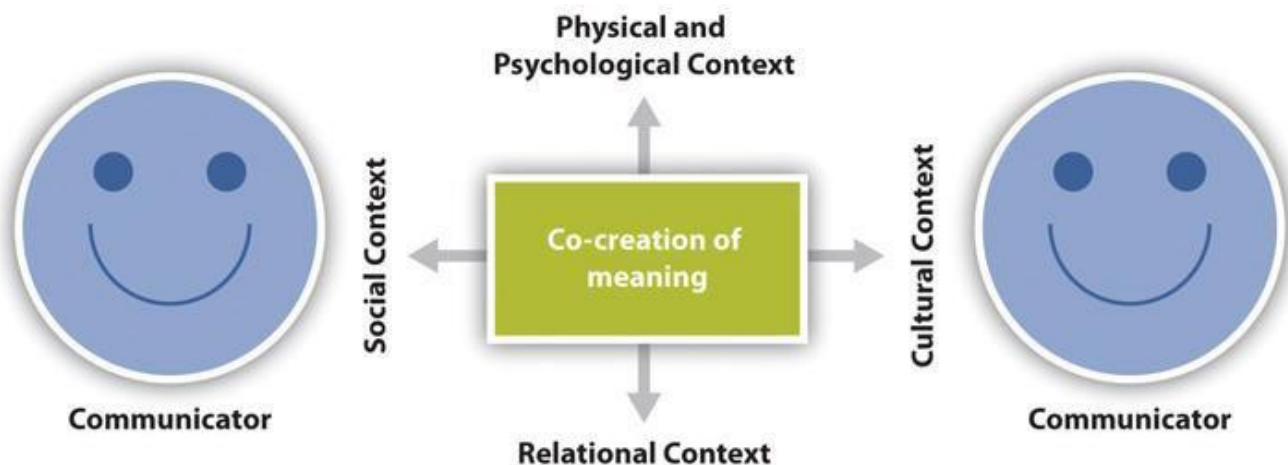 Physical and
Psychological Context
Social Context
Co-creation of
meaning
Cultural Context
Communicator
Communicator
Relational Context